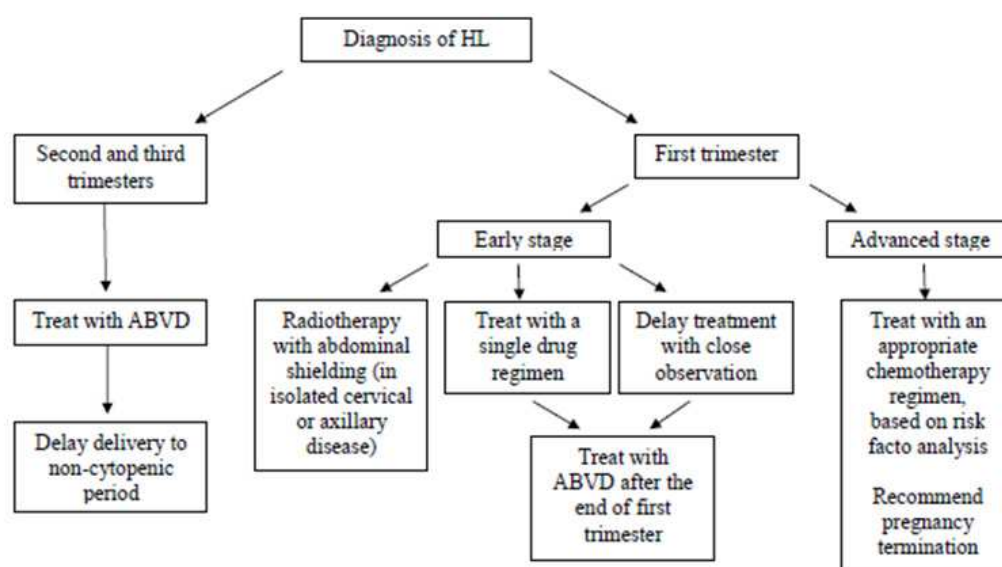 Diagnosis of HL
Second and third
trimesters
First trimester
Early stage
Advanced stage
Treat with ABVD
Radiotherapy
with abdominal
shielding (in
isolated cervical
or axillary
disease)
Treat with a
single drug
regimen
Delay treatment
with close
observation
Treat with an
appropriate
chemotherapy
regimen,
based on risk
facto analysis
Recommend
pregnancy
termination
Delay delivery to
non-cytopenic
period
Treat with
ABVD after the
end of first
trimester